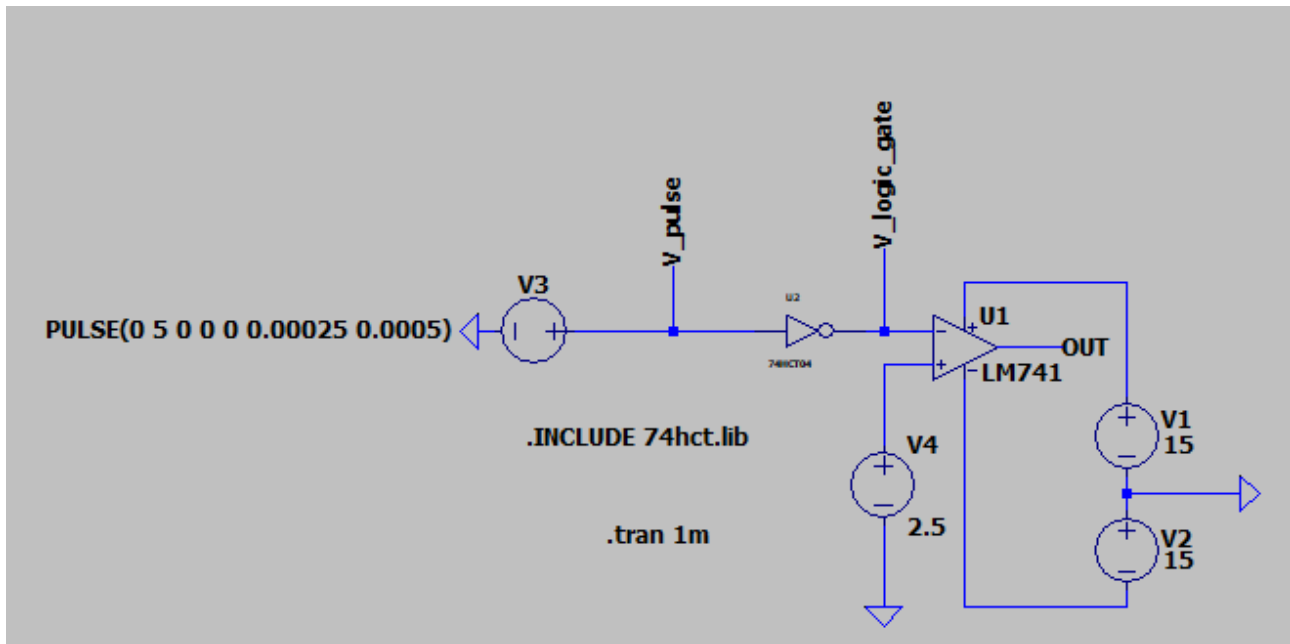 V_pulse
V_logic_gate
V3
PULSE(0 5 0 0 0 0.00025 0.0005)
U2
74HCT04
U1
LM741
OUT
.INCLUDE 74hct.lib
V4
2.5
V1
15
.tran 1m
V2
15